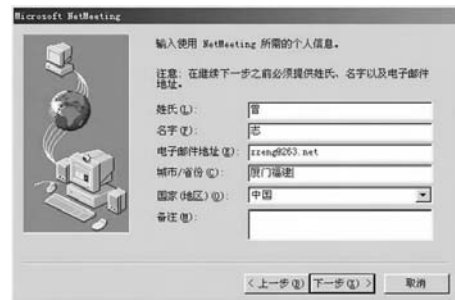 Microsoft NetMeeting
输入使用 NetMeeting 所需的个人信息。
注意: 在继续下一步之前必须提供姓氏、名字以及电子邮件
地址。
姓氏(L): 曾
名字(F): 志
电子邮件地址(E): zzeng@263.net
城市/省份(C): 厦门福建
国家(地区)(O): 中国
备注(M):
<上一步(B) 下一步(N)> 取消